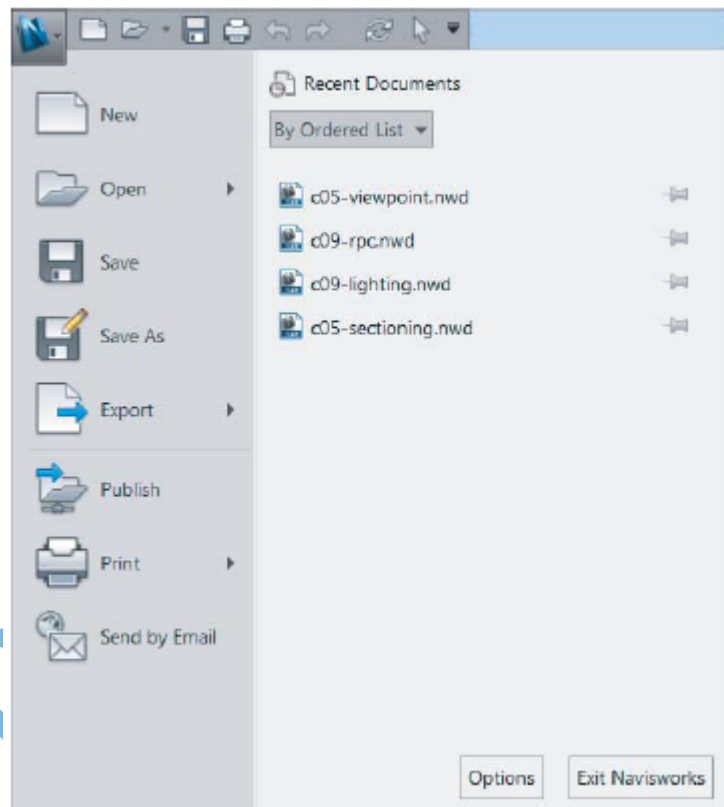 New
Open
Save
Save As
Export
Publish
Print
Send by Email
Recent Documents
By Ordered List
c05-viewpoint.nwd
c09-rpc.nwd
c09-lighting.nwd
c05-sectioning.nwd
Options
Exit Navisworks